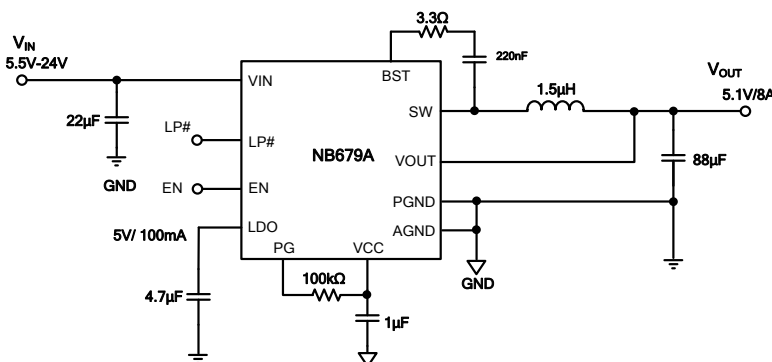 3.3Ω
VIN
5.5V-24V
220nF
BST
VIN
1.5μH
VOUT
5.1V/8A
22μF
SW
LP#
LP#
NB679A
VOUT
88μF
GND
EN
EN
PGND
5V/ 100mA
LDO
AGND
PG
VCC
GND
100kΩ
4.7μF
1μF